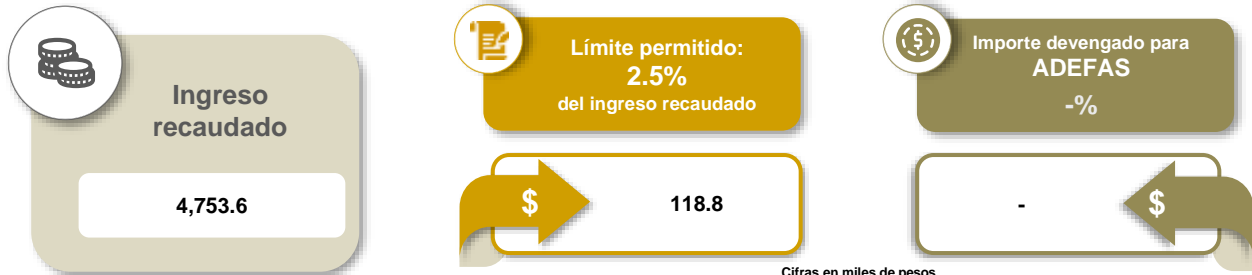 Ingreso
recaudado
4,753.6
Límite permitido:
2.5%
del ingreso recaudado
$
118.8
Importe devengado para
ADEFAS
-%
-
$
Cifras en miles de pesos